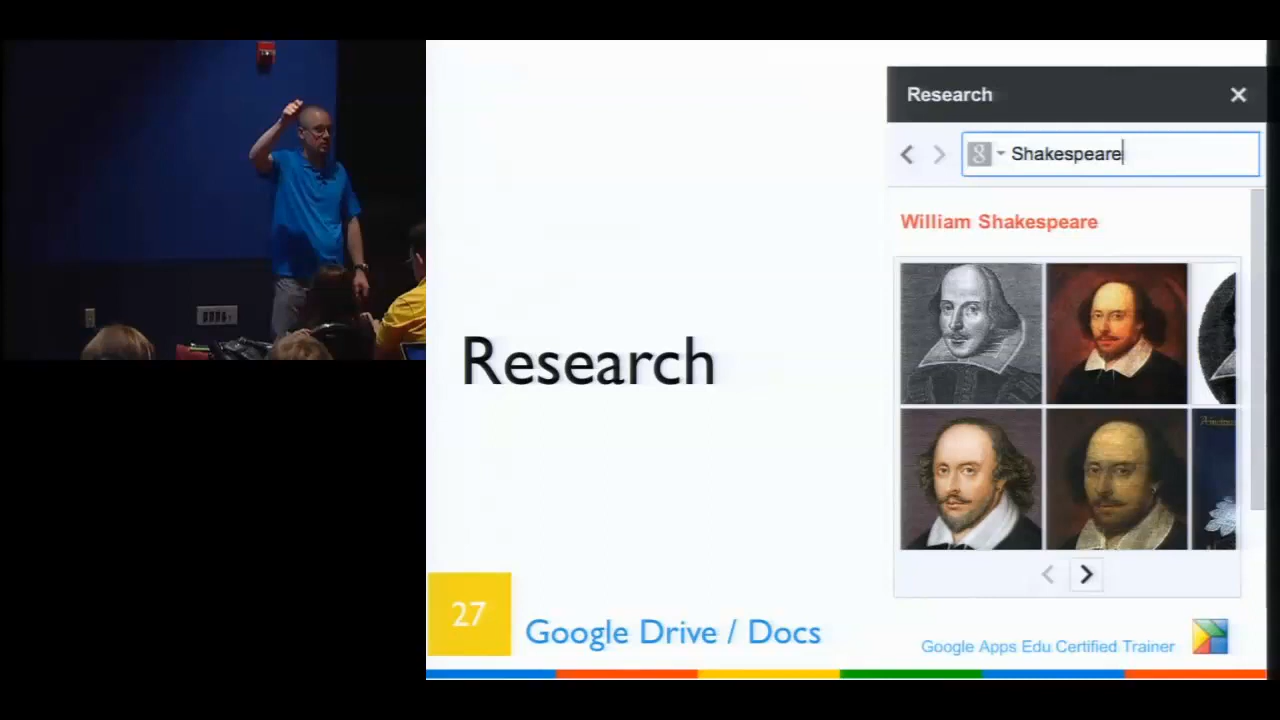 Research
Shakespeare
William Shakespeare
Research
27
Google Drive / Docs
Google Apps Edu Certified Trainer